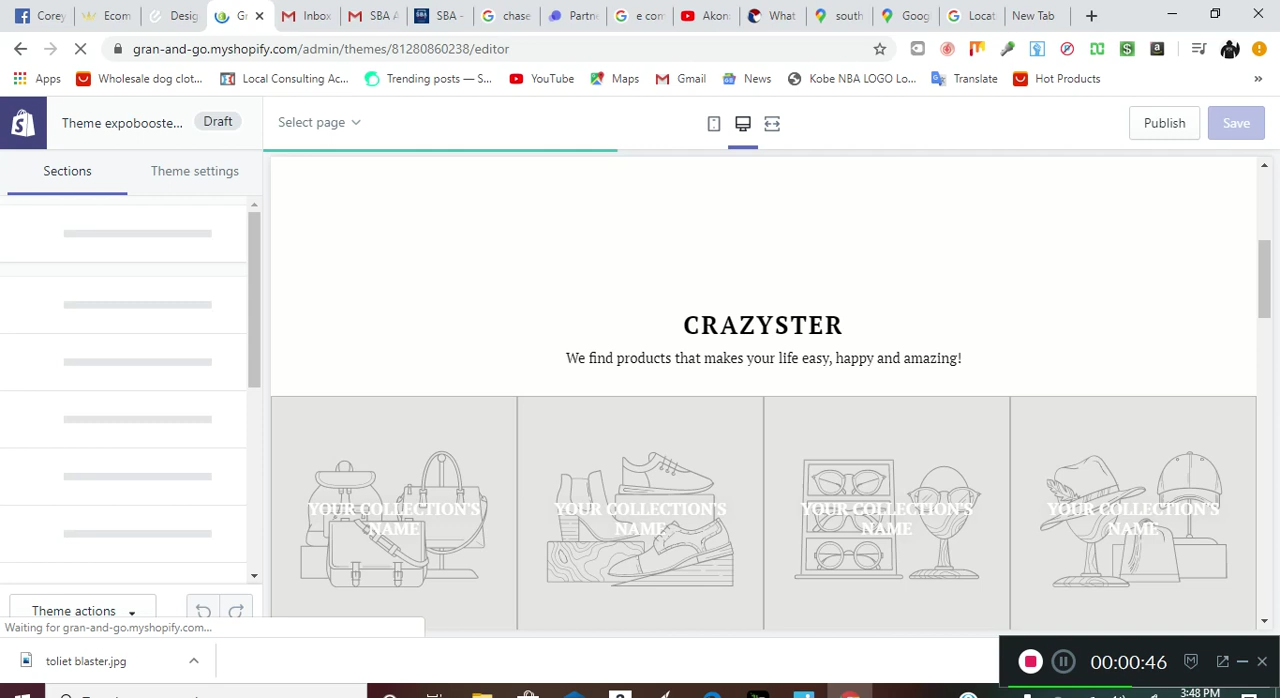 Corey
Ecom
Desig
Gr
Inbox
SBA A
SBA -
chase
Partne
e com
Akon
What
south
Goog
Locat
New Tab
gran-and-go.myshopify.com/admin/themes/81280860238/editor
Apps
Wholesale dog clot...
Local Consulting Ac...
Trending posts — S...
YouTube
Maps
Gmail
News
Kobe NBA LOGO Lo...
Translate
Hot Products
Theme expobooste...
Draft
Select page
Publish
Save
Sections
Theme settings
CRAZYSTER
We find products that makes your life easy, happy and amazing!
YOUR COLLECTION'S
NAME
YOUR COLLECTION'S
NAME
YOUR COLLECTION'S
NAME
YOUR COLLECTION'S
NAME
Theme actions
Waiting for gran-and-go.myshopify.com...
toliet blaster.jpg
00:00:46
3:48 PM